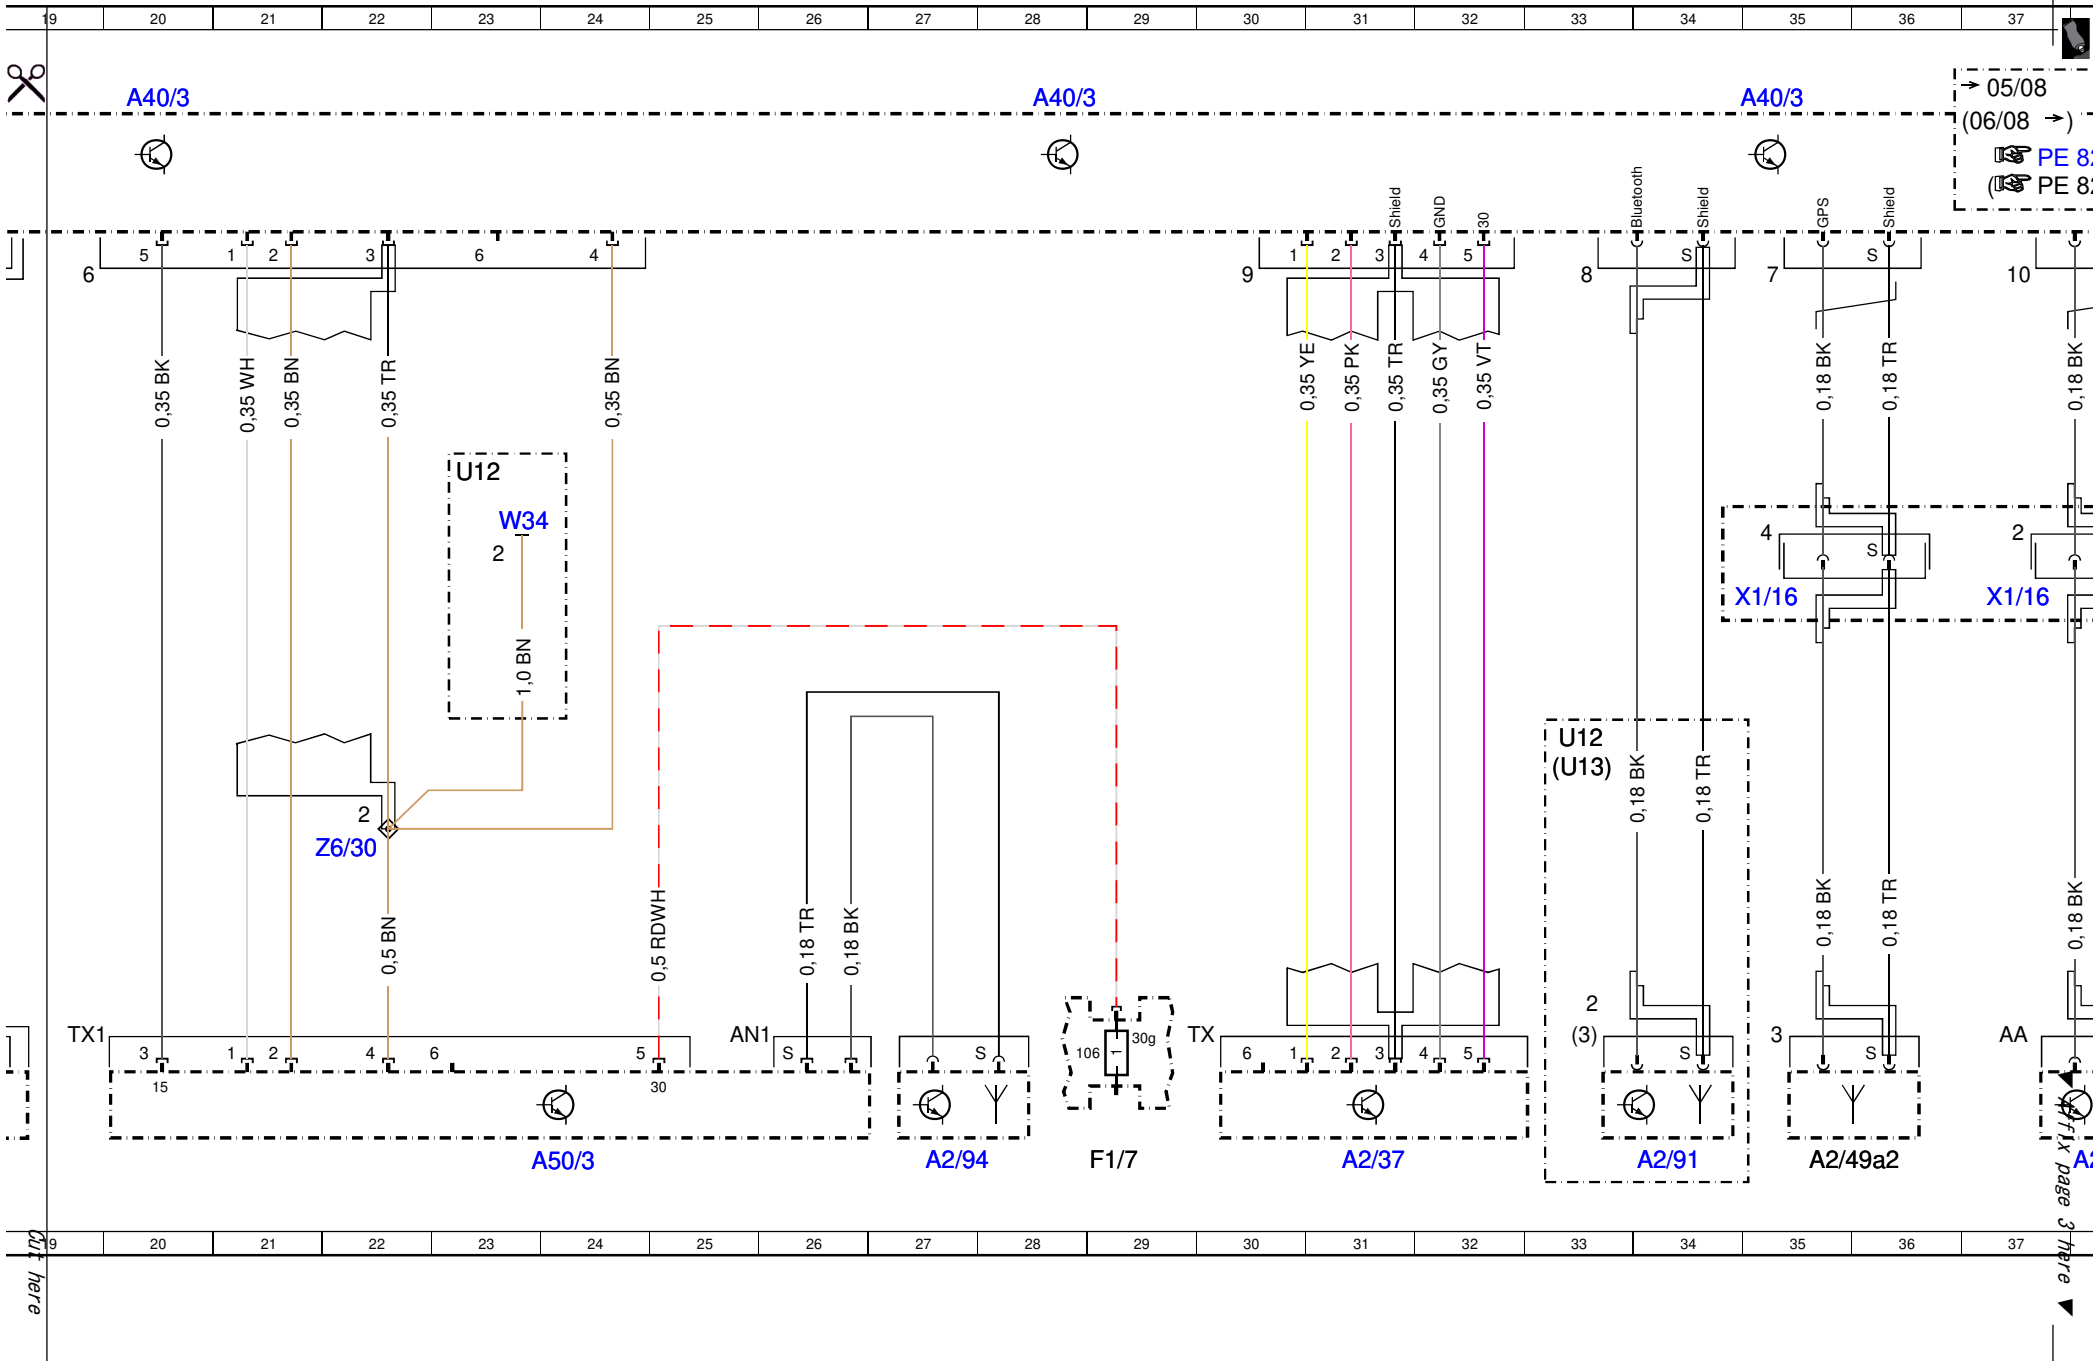 19 20 21 22 23 24 25 26 27 28 29 30 31 32 33 34 35 36 37
A40/3 A40/3 A40/3
→ 05/08
(06/08 →)
PE 82
(PE 82
Bluetooth Shield GPS Shield
Shield GND 30
6 5 1 2 3 6 4
9 1 2 3 4 5
8 S
7 S
10
0,35 BK 0,35 WH 0,35 BN 0,35 TR 0,35 BN
0,35 YE 0,35 PK 0,35 TR 0,35 GY 0,35 VT
0,18 BK 0,18 TR 0,18 BK
U12
W34
2
1,0 BN
4 S 2
X1/16 X1/16
U12
(U13)
0,18 BK 0,18 TR
2
Z6/30
0,5 BN 0,5 RDWH 0,18 TR 0,18 BK
0,18 BK 0,18 TR 0,18 BK
TX1 3 1 2 4 6 5
AN1 S S
106 1 30g
TX 6 1 2 3 4 5
2
(3) S
3 S
AA
15 30
A50/3 A2/94 F1/7 A2/37 A2/91 A2/49a2 A2
Cut here
Affix page 3 here
19 20 21 22 23 24 25 26 27 28 29 30 31 32 33 34 35 36 37